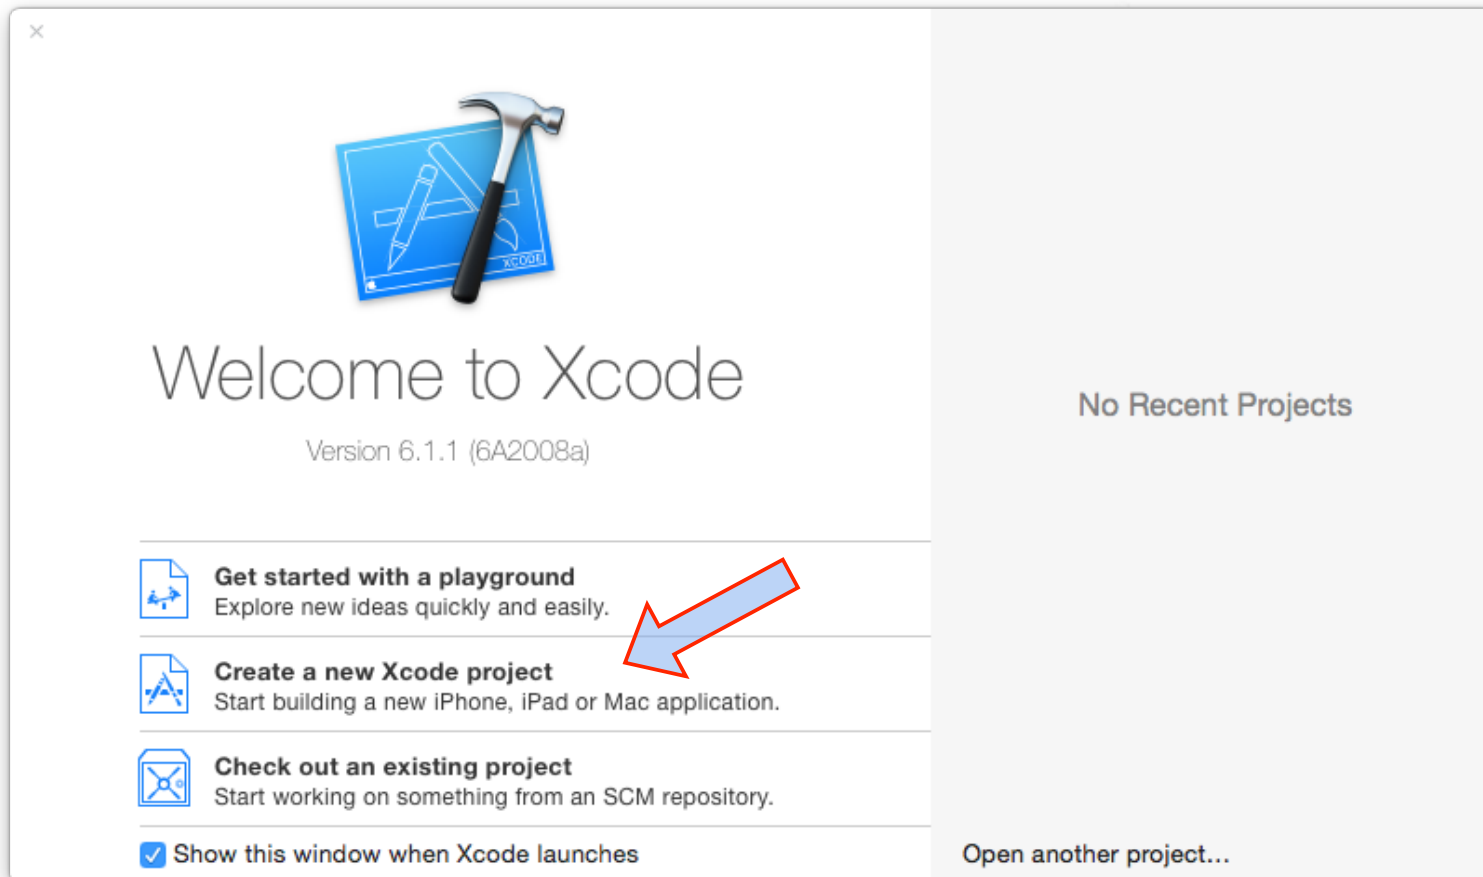 XCODE
Welcome to Xcode
Version 6.1.1 (6A2008a)
Get started with a playground
Explore new ideas quickly and easily.
Create a new Xcode project
Start building a new iPhone, iPad or Mac application.
Check out an existing project
Start working on something from an SCM repository.
Show this window when Xcode launches
No Recent Projects
Open another project...